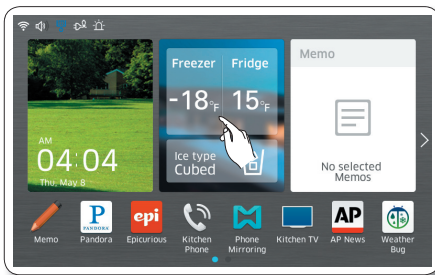 Freezer Fridge
-18°F 15°F
Ice type
Cubed
AM
04:04
Thu, May 8
Memo
No selected
Memos
Memo
P
PANDORA
Pandora
epi
Epicurious
Kitchen
Phone
Phone
Mirroring
Kitchen TV
AP
AP News
Weather
Bug